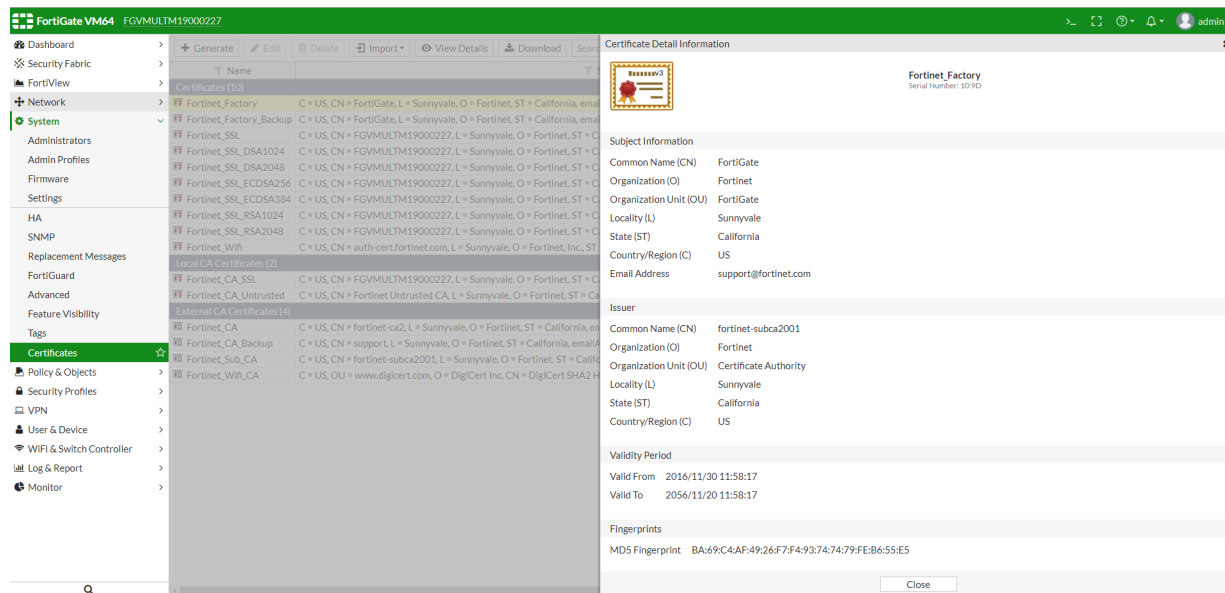 FortiGate VM64 FGVMULTM19000227
>_ admin
Dashboard
Security Fabric
FortiView
Network
System
Administrators
Admin Profiles
Firmware
Settings
HA
SNMP
Replacement Messages
FortiGuard
Advanced
Feature Visibility
Tags
Certificates
Policy & Objects
Security Profiles
VPN
User & Device
WiFi & Switch Controller
Log & Report
Monitor
+ Generate Edit Delete Import View Details Download Searc
Name S
Certificates (10)
Fortinet_Factory C = US, CN = FortiGate, L = Sunnyvale, O = Fortinet, ST = California, emai
Fortinet_Factory_Backup C = US, CN = FortiGate, L = Sunnyvale, O = Fortinet, ST = California, emai
Fortinet_SSL C = US, CN = FGVMULTM19000227, L = Sunnyvale, O = Fortinet, ST = Ca
Fortinet_SSL_DSA1024 C = US, CN = FGVMULTM19000227, L = Sunnyvale, O = Fortinet, ST = Ca
Fortinet_SSL_DSA2048 C = US, CN = FGVMULTM19000227, L = Sunnyvale, O = Fortinet, ST = Ca
Fortinet_SSL_ECDSA256 C = US, CN = FGVMULTM19000227, L = Sunnyvale, O = Fortinet, ST = Ca
Fortinet_SSL_ECDSA384 C = US, CN = FGVMULTM19000227, L = Sunnyvale, O = Fortinet, ST = Ca
Fortinet_SSL_RSA1024 C = US, CN = FGVMULTM19000227, L = Sunnyvale, O = Fortinet, ST = Ca
Fortinet_SSL_RSA2048 C = US, CN = FGVMULTM19000227, L = Sunnyvale, O = Fortinet, ST = Ca
Fortinet_Wifi C = US, CN = auth-cert.fortinet.com, L = Sunnyvale, O = Fortinet, Inc., ST
Local CA Certificates (2)
Fortinet_CA_SSL C = US, CN = FGVMULTM19000227, L = Sunnyvale, O = Fortinet, ST = Ca
Fortinet_CA_Untrusted C = US, CN = Fortinet Untrusted CA, L = Sunnyvale, O = Fortinet, ST = Ca
External CA Certificates (4)
Fortinet_CA C = US, CN = fortinet-ca2, L = Sunnyvale, O = Fortinet, ST = California, em
Fortinet_CA_Backup C = US, CN = support, L = Sunnyvale, O = Fortinet, ST = California, emailA
Fortinet_Sub_CA C = US, CN = fortinet-subca2001, L = Sunnyvale, O = Fortinet, ST = Califo
Fortinet_Wifi_CA C = US, OU = www.digicert.com, O = DigiCert Inc, CN = DigiCert SHA2 H
Certificate Detail Information
v3
Fortinet_Factory
Serial Number: 10:9D
Subject Information
Common Name (CN) FortiGate
Organization (O) Fortinet
Organization Unit (OU) FortiGate
Locality (L) Sunnyvale
State (ST) California
Country/Region (C) US
Email Address support@fortinet.com
Issuer
Common Name (CN) fortinet-subca2001
Organization (O) Fortinet
Organization Unit (OU) Certificate Authority
Locality (L) Sunnyvale
State (ST) California
Country/Region (C) US
Validity Period
Valid From 2016/11/30 11:58:17
Valid To 2056/11/20 11:58:17
Fingerprints
MD5 Fingerprint BA:69:C4:AF:49:26:F7:F4:93:74:74:79:FE:B6:55:E5
Close